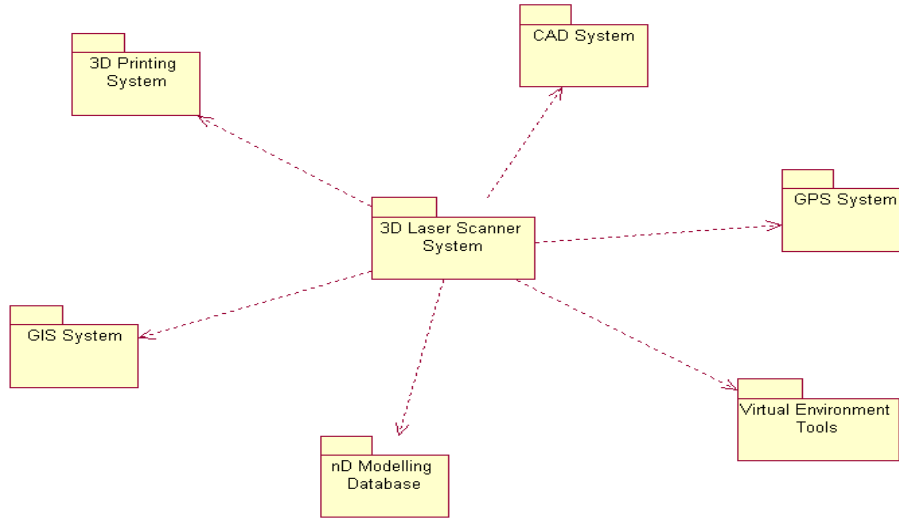 CAD System
3D Printing
System
GPS System
3D Laser Scanner
System
GIS System
Virtual Environment
Tools
nD Modelling
Database